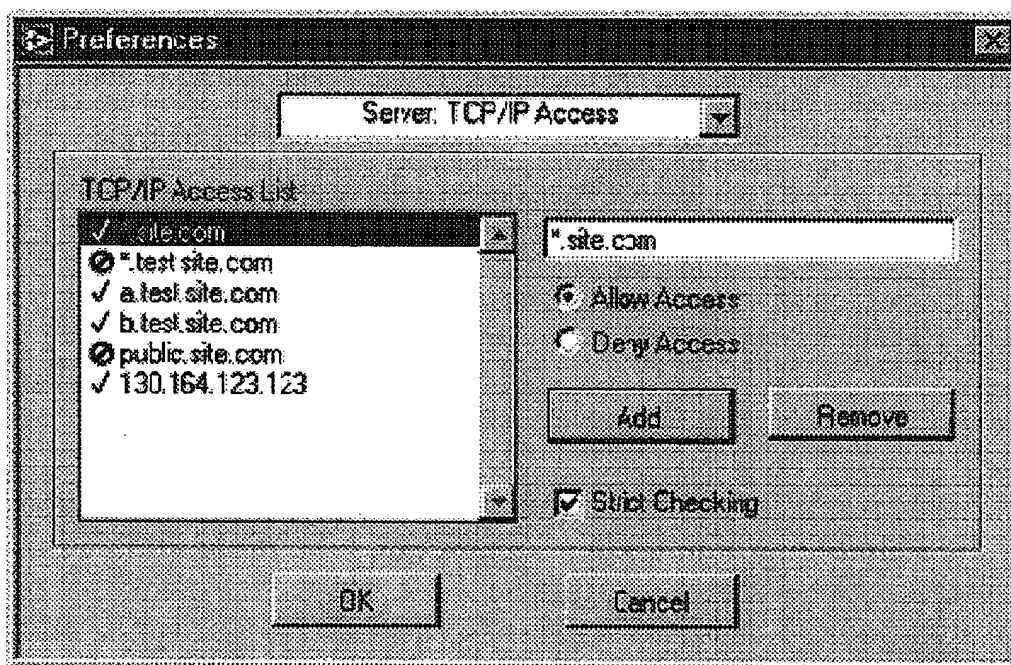 Preferences
Server: TCP/IP Access
TCP/IP Access List
*.site.com
*.test.site.com
a.test.site.com
b.test.site.com
public.site.com
130.164.123.123
*.site.com
Allow Access
Deny Access
Add
Remove
Strict Checking
OK
Cancel